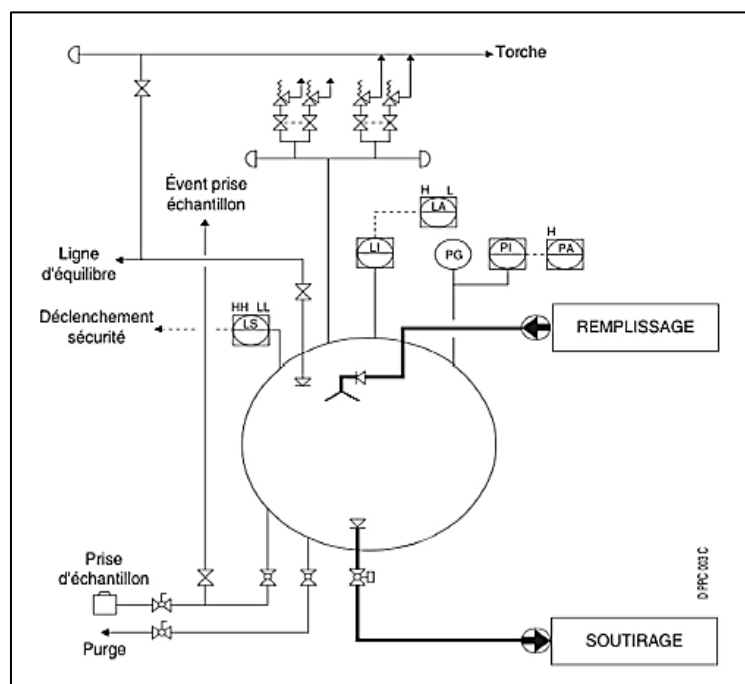 Torche
Évent prise
échantillon
H L
LA
Ligne
d'équilibre
LI
PG
PI
H
PA
HH LL
LS
Déclenchement
sécurité
REMPLISSAGE
Prise
d'échantillon
Purge
SOUTIRAGE
D PPC 003 C